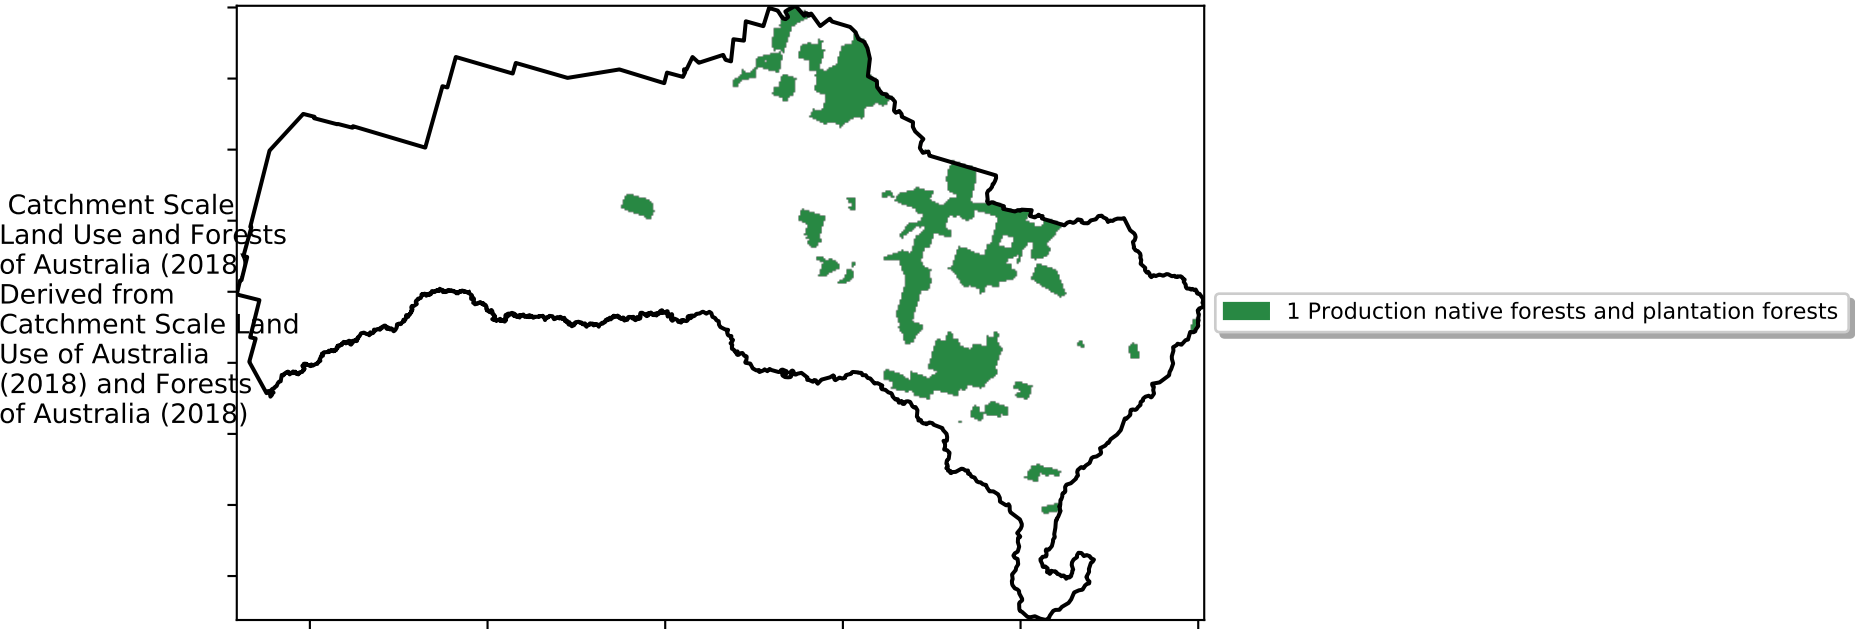 Catchment Scale
Land Use and Forests
of Australia (2018)
Derived from
Catchment Scale Land
Use of Australia
(2018) and Forests
of Australia (2018)
1 Production native forests and plantation forests